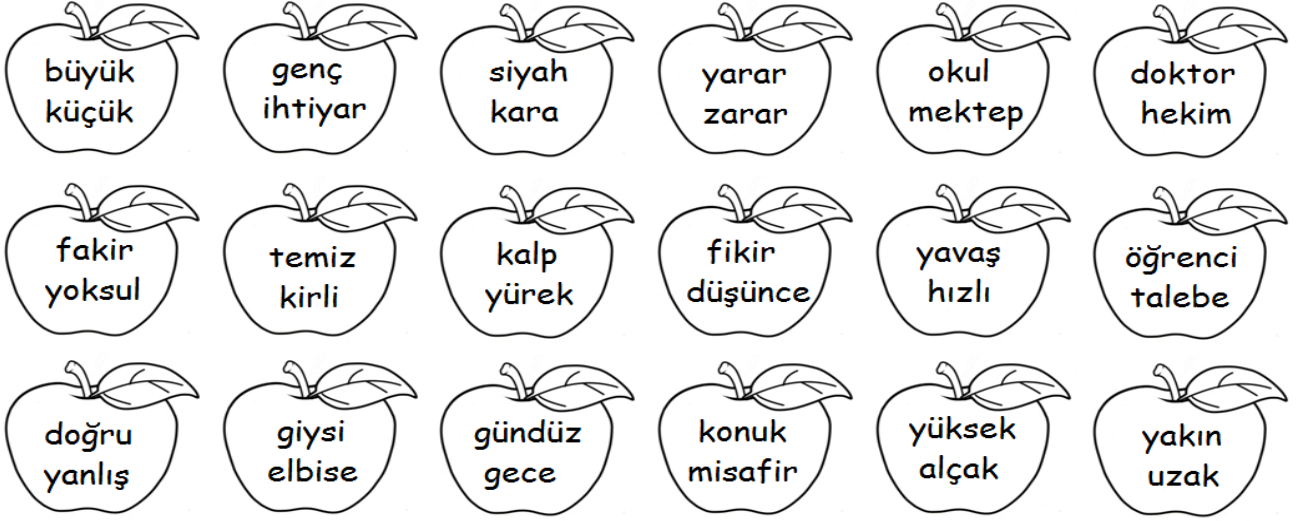 büyük
küçük
genç
ihtiyar
siyah
kara
yarar
zarar
okul
mektep
doktor
hekim
fakir
yoksul
temiz
kirli
kalp
yürek
fikir
düşünce
yavaş
hızlı
öğrenci
talebe
doğru
yanlış
giysi
elbise
gündüz
gece
konuk
misafir
yüksek
alçak
yakın
uzak